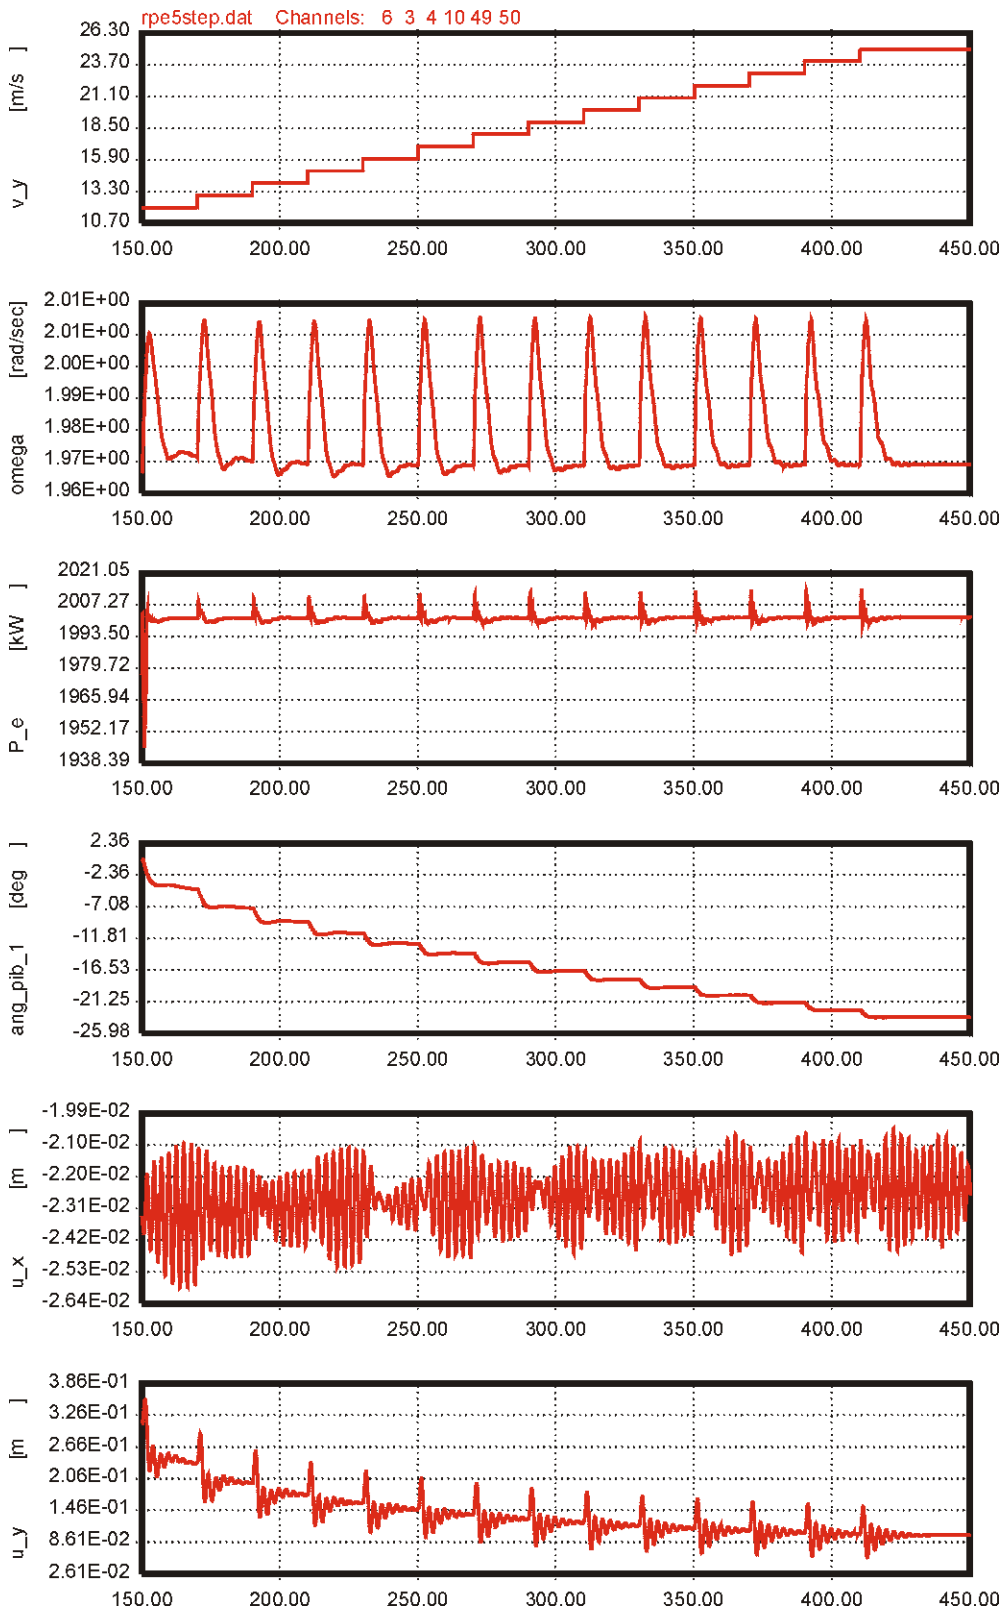 rpe5step.dat Channels: 6 3 4 10 49 50
v_y [m/s ]
26.30
23.70
21.10
18.50
15.90
13.30
10.70
150.00 200.00 250.00 300.00 350.00 400.00 450.00
omega [rad/sec]
2.01E+00
2.01E+00
2.00E+00
1.99E+00
1.98E+00
1.97E+00
1.96E+00
150.00 200.00 250.00 300.00 350.00 400.00 450.00
P_e [kW ]
2021.05
2007.27
1993.50
1979.72
1965.94
1952.17
1938.39
150.00 200.00 250.00 300.00 350.00 400.00 450.00
ang_pib_1 [deg ]
2.36
-2.36
-7.08
-11.81
-16.53
-21.25
-25.98
150.00 200.00 250.00 300.00 350.00 400.00 450.00
u_x [m ]
-1.99E-02
-2.10E-02
-2.20E-02
-2.31E-02
-2.42E-02
-2.53E-02
-2.64E-02
150.00 200.00 250.00 300.00 350.00 400.00 450.00
u_y [m ]
3.86E-01
3.26E-01
2.66E-01
2.06E-01
1.46E-01
8.61E-02
2.61E-02
150.00 200.00 250.00 300.00 350.00 400.00 450.00